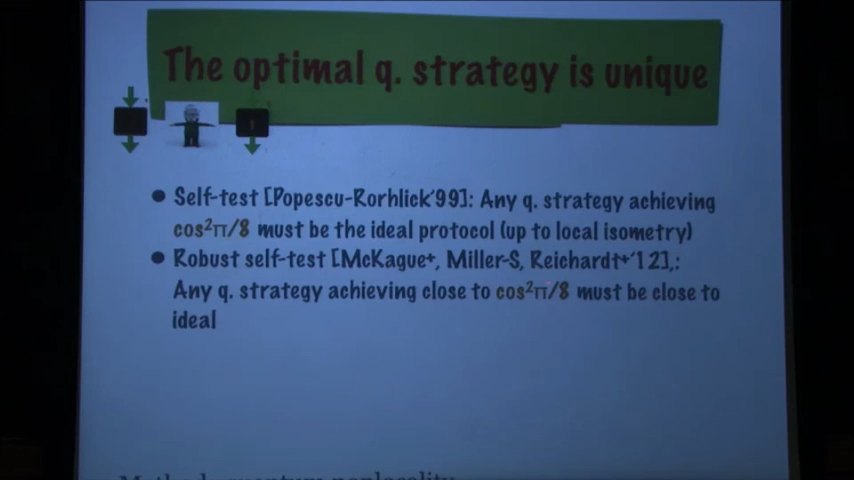 The optimal q. strategy is unique
Self-test [Popescu-Rorhlick'99]: Any q. strategy achieving
cos²π/8 must be the ideal protocol (up to local isometry)
Robust self-test [McKague⁺, Miller-S, Reichardt⁺'12],:
Any q. strategy achieving close to cos²π/8 must be close to
ideal